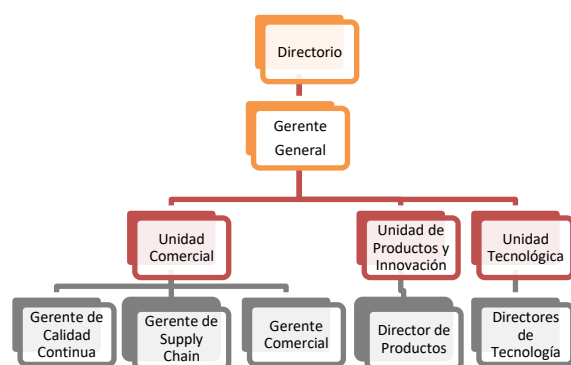 Directorio
Gerente
General
Unidad
Comercial
Unidad de
Productos y
Innovación
Unidad
Tecnológica
Gerente de
Calidad
Continua
Gerente de
Supply
Chain
Gerente
Comercial
Director de
Productos
Directores
de
Tecnología